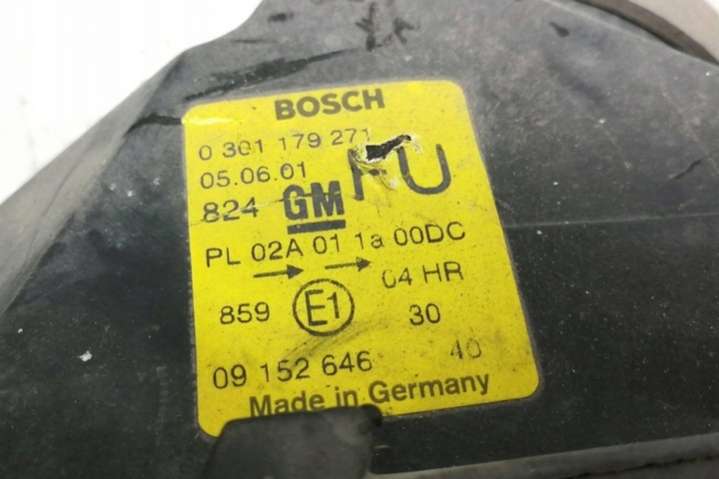 BOSCH
0 301 179 271
05.06.01
824 GM
PL 02A 01 1a 00DC
→ → 04 HR
859 E1 30
09 152 646 40
Made in Germany